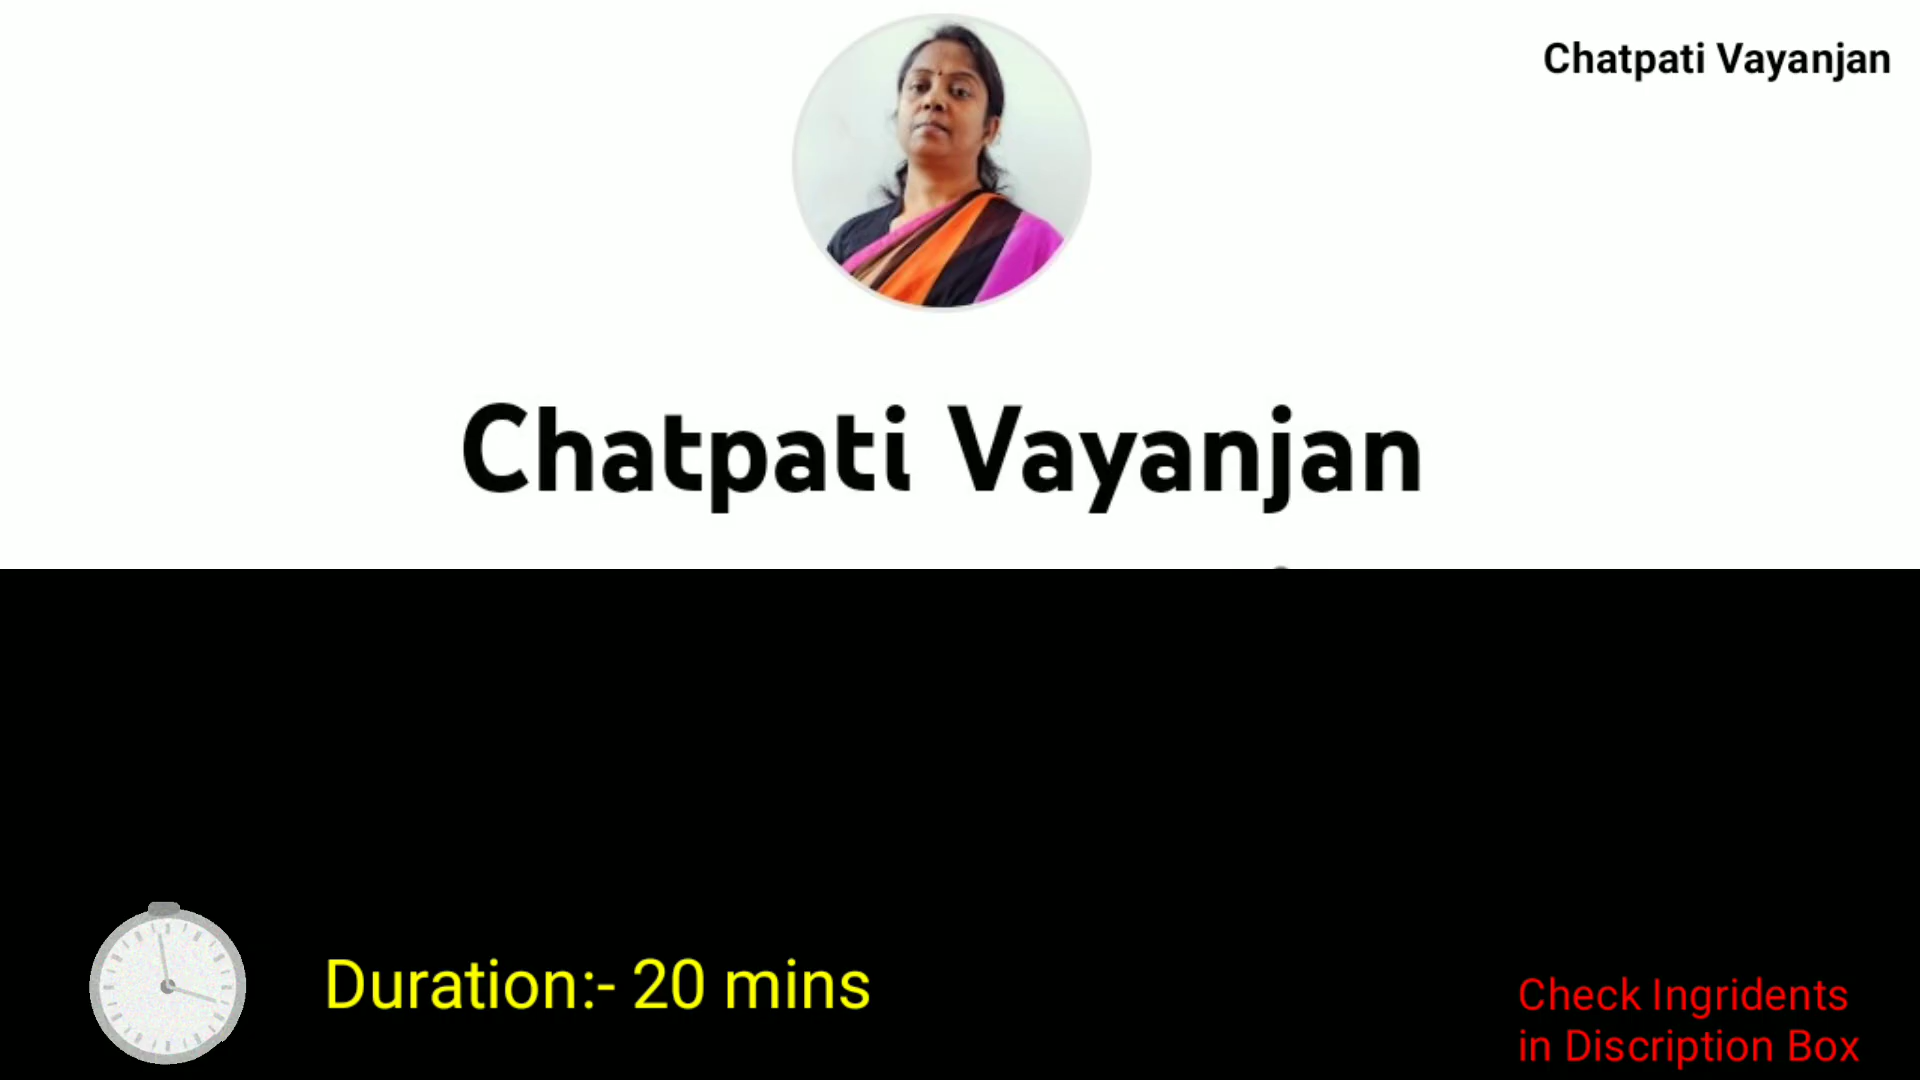 Chatpati Vayanjan
Chatpati Vayanjan
Duration:- 20 mins
Check Ingridents
in Discription Box